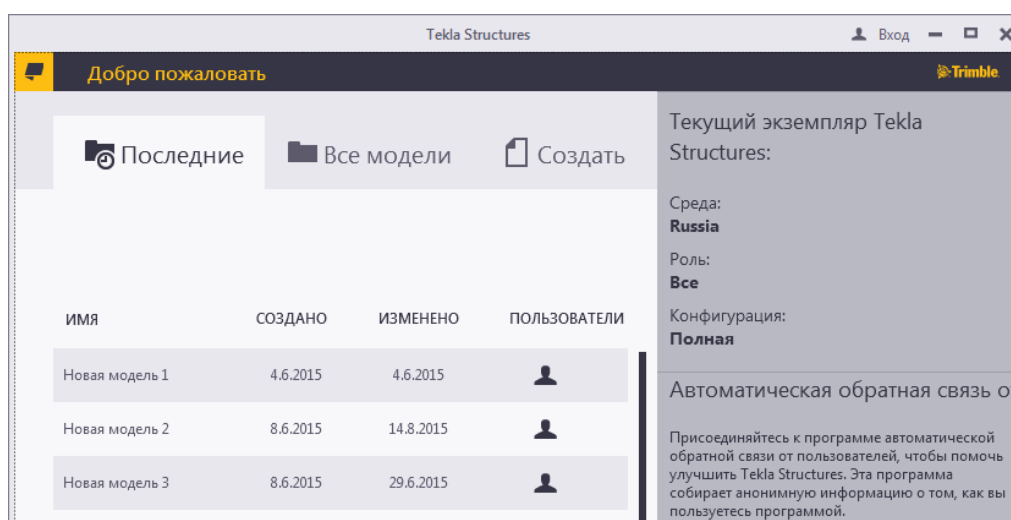 Tekla Structures
Вход
Добро пожаловать
Trimble.
Последние
Все модели
Создать
ИМЯ СОЗДАНО ИЗМЕНЕНО ПОЛЬЗОВАТЕЛИ
Новая модель 1 4.6.2015 4.6.2015
Новая модель 2 8.6.2015 14.8.2015
Новая модель 3 8.6.2015 29.6.2015
Текущий экземпляр Tekla
Structures:
Среда:
Russia
Роль:
Все
Конфигурация:
Полная
Автоматическая обратная связь о
Присоединяйтесь к программе автоматической
обратной связи от пользователей, чтобы помочь
улучшить Tekla Structures. Эта программа
собирает анонимную информацию о том, как вы
пользуетесь программой.